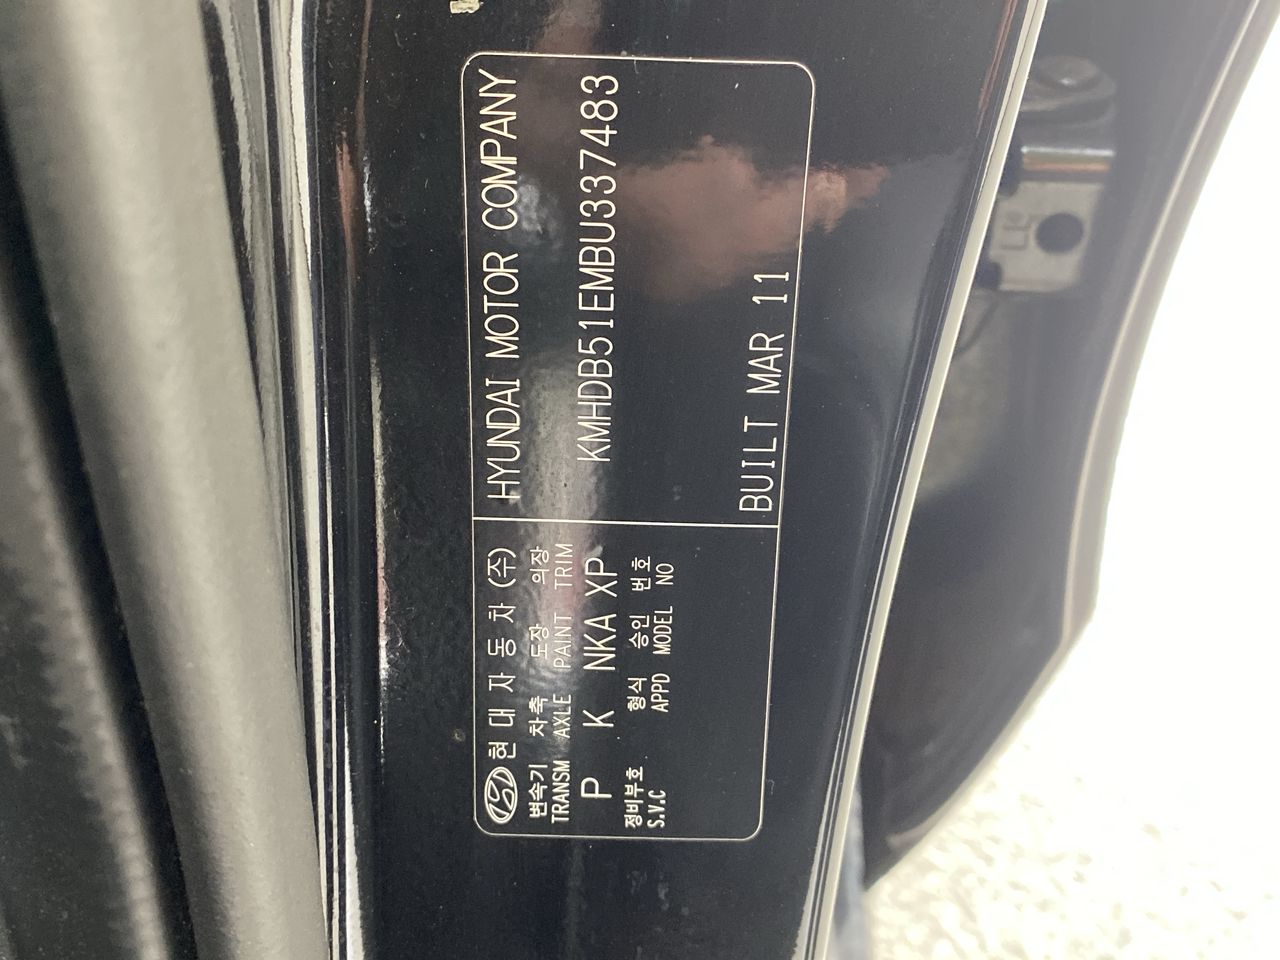 현대자동차(주)
HYUNDAI MOTOR COMPANY
변속기 차축 도장 의장
TRANSM AXLE PAINT TRIM
P K NKA XP
KMHDB51EMBU337483
정비부호 형식 승인 번호
S.V.C APPD MODEL NO
BUILT MAR 11